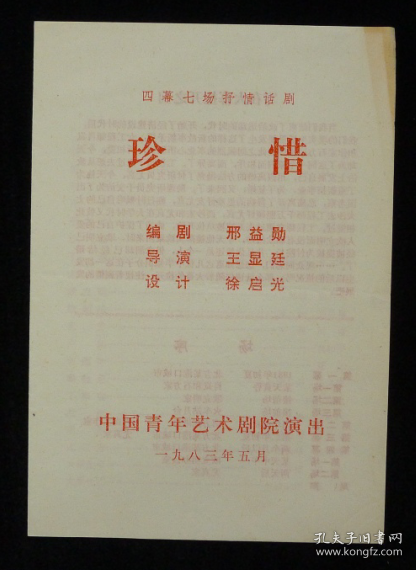 四幕七场抒情话剧
珍惜
编剧 邢益勋
导演 王显廷
设计 徐启光
中国青年艺术剧院演出
一九八三年五月
孔夫子旧书网
www.kongfz.com